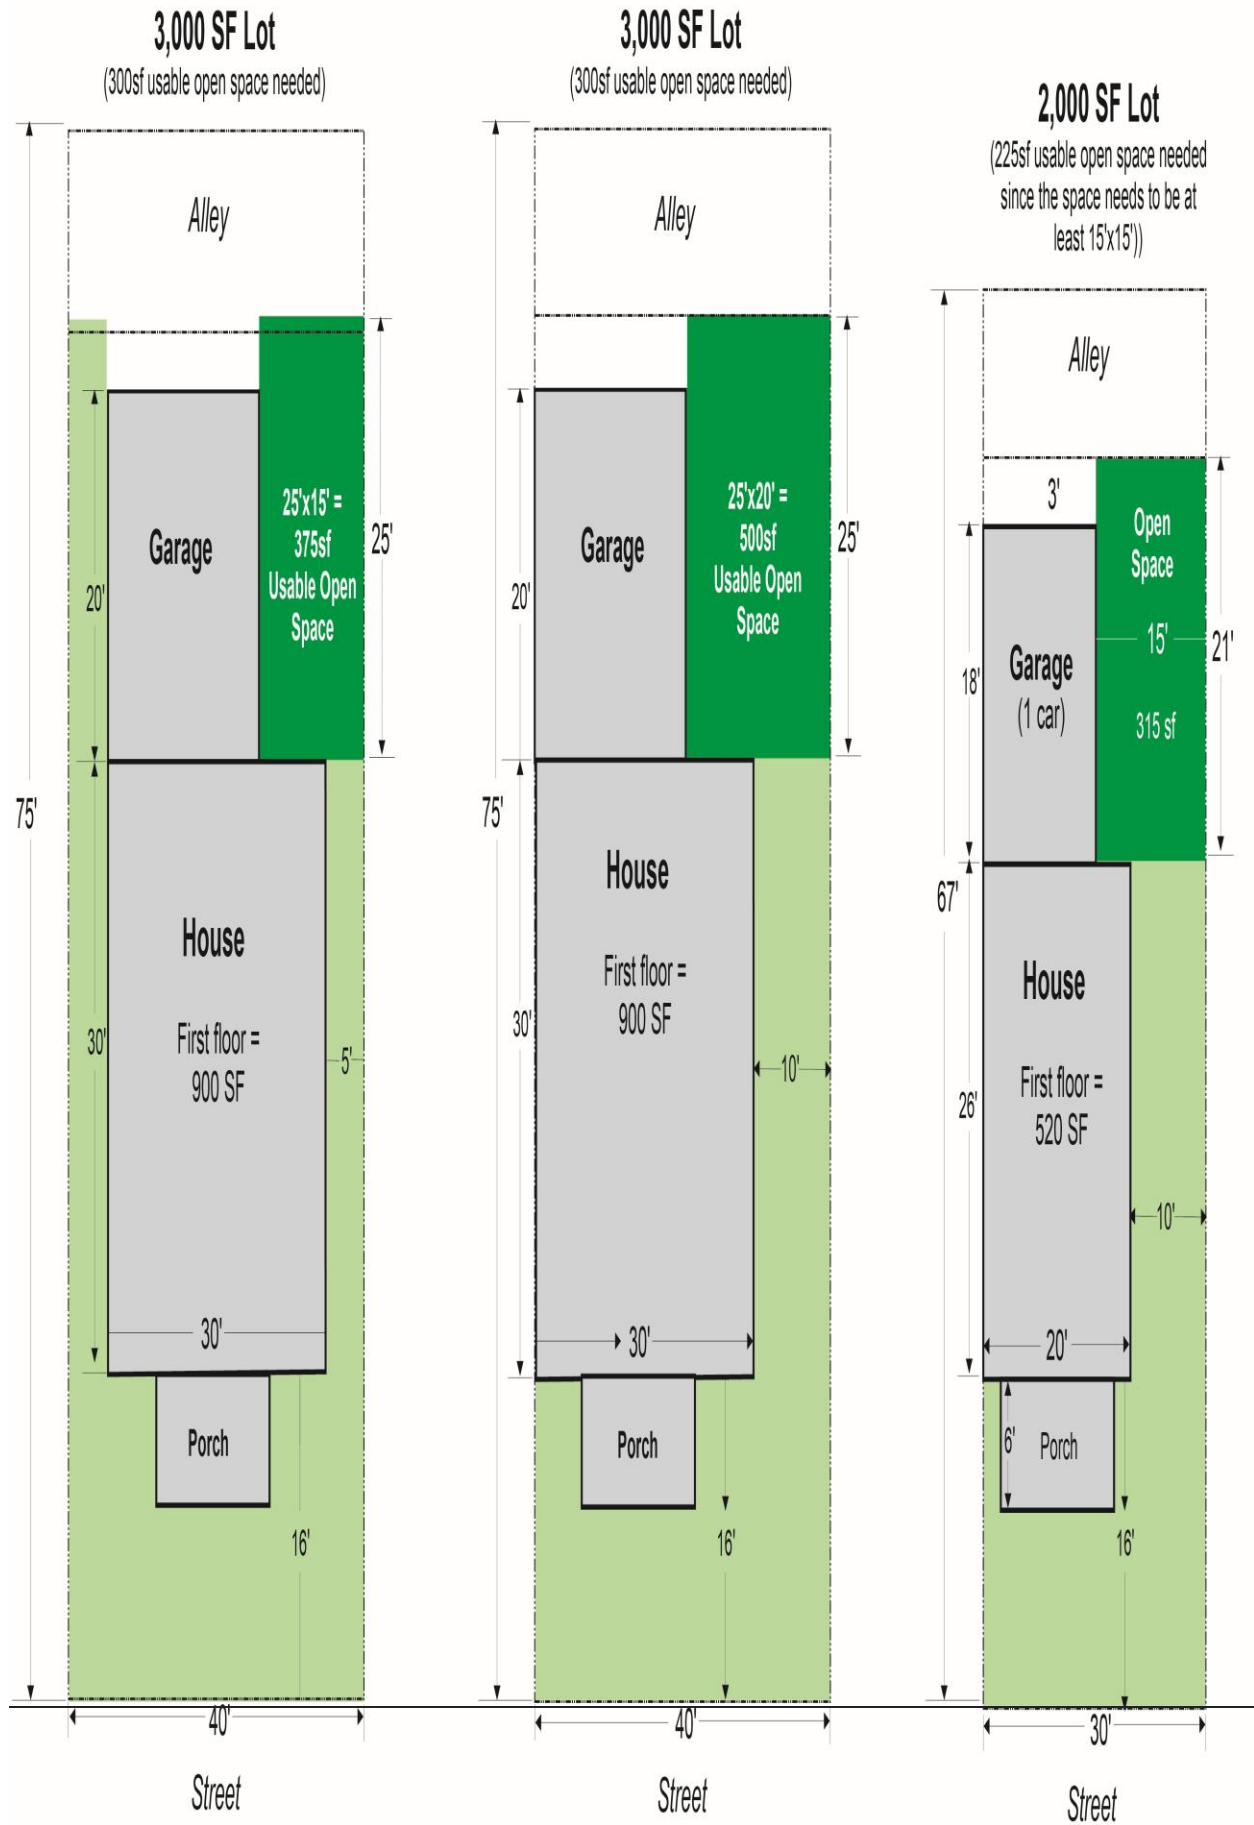 3,000 SF Lot
(300sf usable open space needed)
Alley
25'x15' =
375sf
Usable Open
Space
25'
Garage
20'
75'
House
First floor =
900 SF
30'
5'
30'
Porch
16'
40'
Street
3,000 SF Lot
(300sf usable open space needed)
Alley
25'x20' =
500sf
Usable Open
Space
25'
Garage
20'
75'
House
First floor =
900 SF
30'
10'
30'
Porch
16'
40'
Street
2,000 SF Lot
(225sf usable open space needed
since the space needs to be at
least 15'x15'))
Alley
3'
Open
Space
15'
21'
315 sf
Garage
(1 car)
18'
67'
House
First floor =
520 SF
26'
10'
20'
6'
Porch
16'
30'
Street